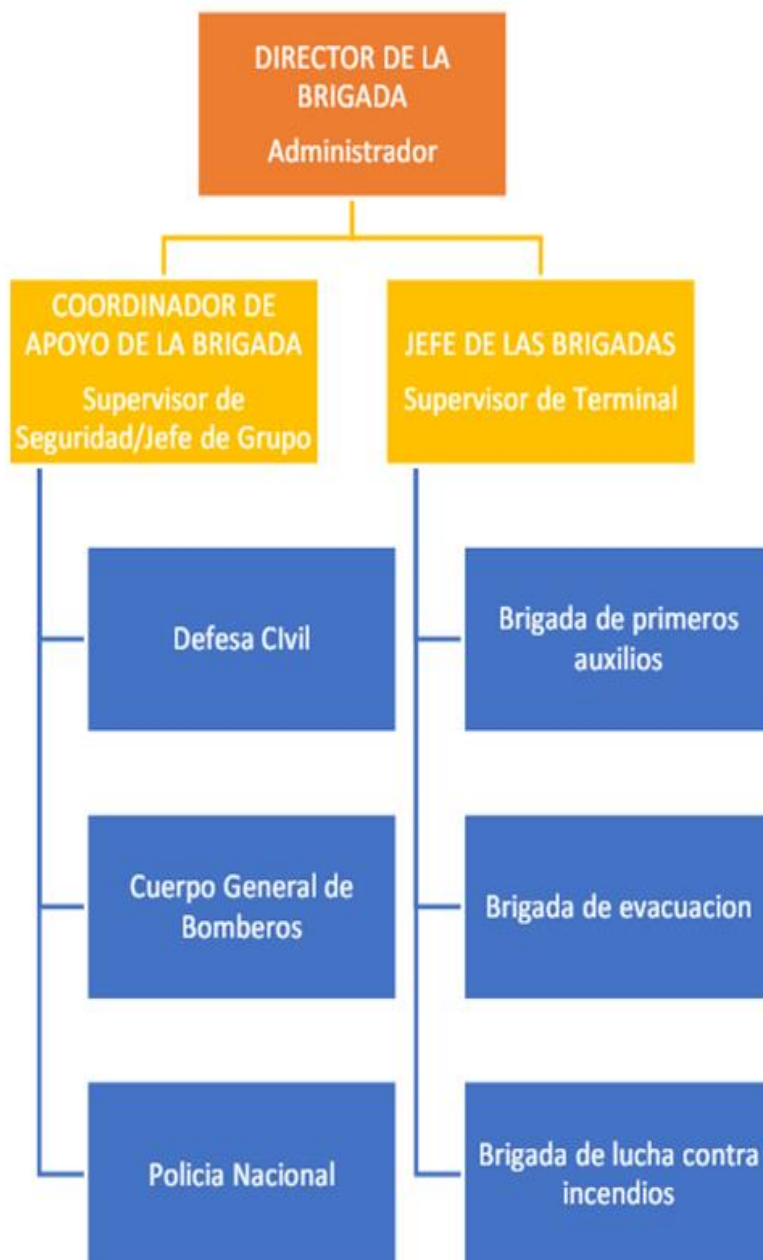 DIRECTOR DE LA
BRIGADA
Administrador
COORDINADOR DE
APOYO DE LA BRIGADA
Supervisor de
Seguridad/Jefe de Grupo
JEFE DE LAS BRIGADAS
Supervisor de Terminal
Defesa CIvil
Brigada de primeros
auxilios
Cuerpo General de
Bomberos
Brigada de evacuacion
Policia Nacional
Brigada de lucha contra
incendios